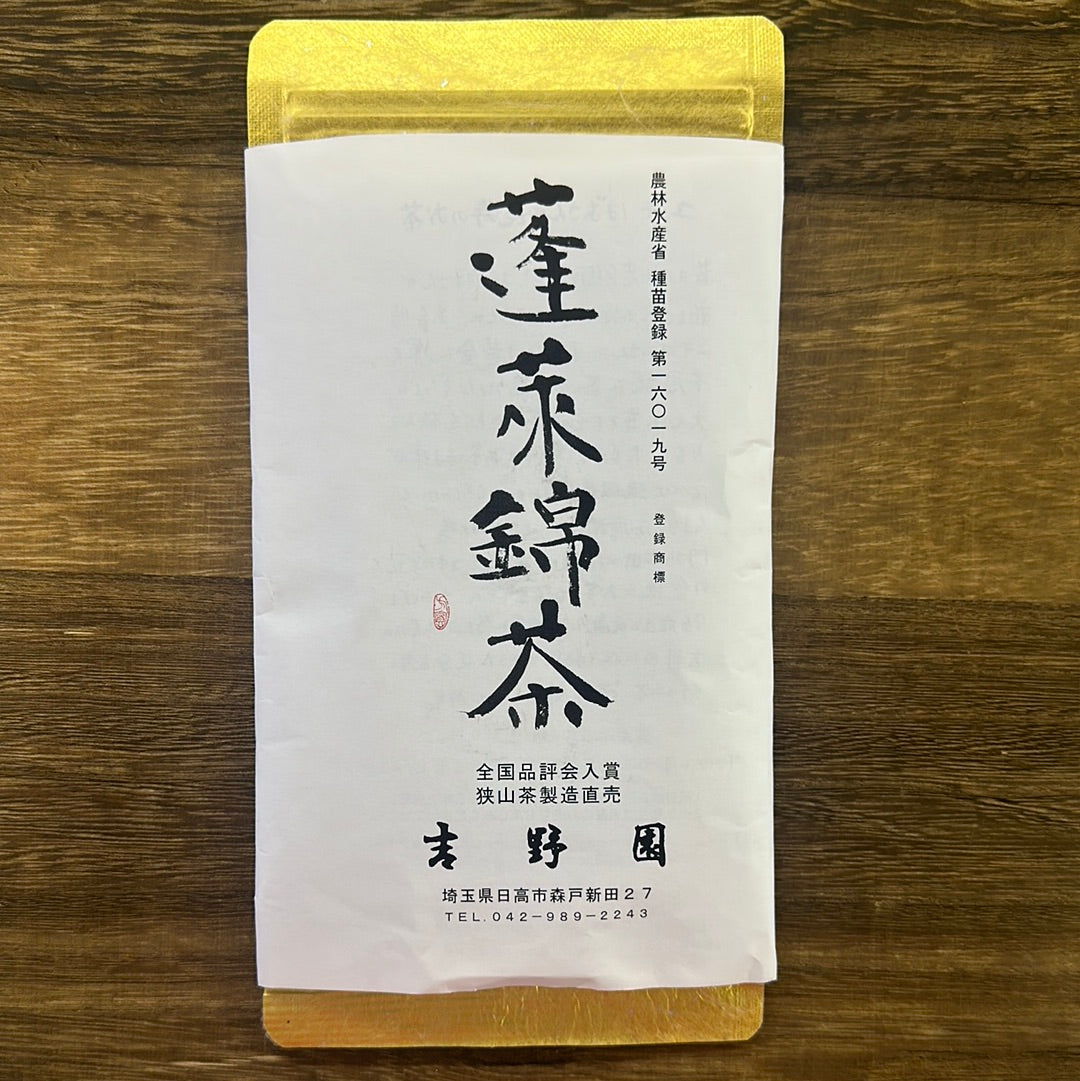 農林水産省 種苗登録 第一六〇一九号
登録商標
蓬莱錦茶
全国品評会入賞
狭山茶製造直売
吉野園
埼玉県日高市森戸新田27
TEL.042-989-2243